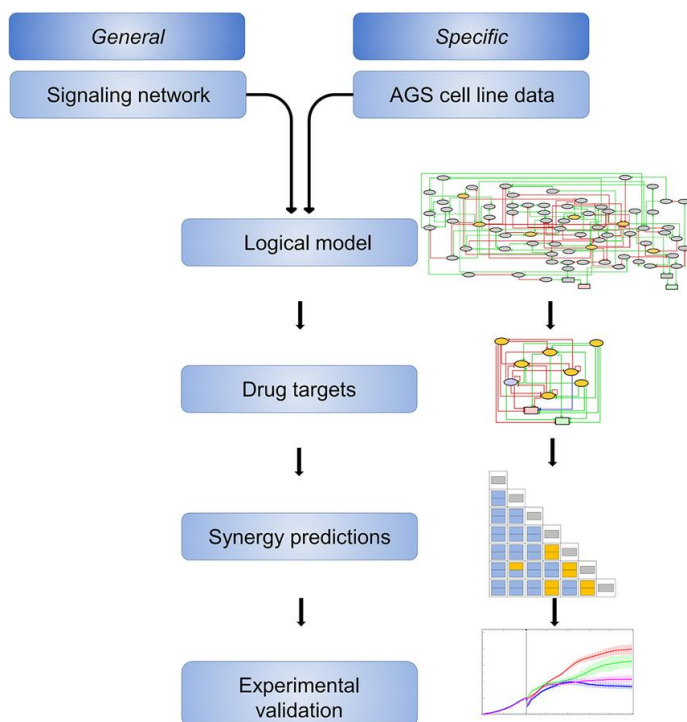 General
Specific
Signaling network
AGS cell line data
Logical model
Drug targets
Synergy predictions
Experimental
validation